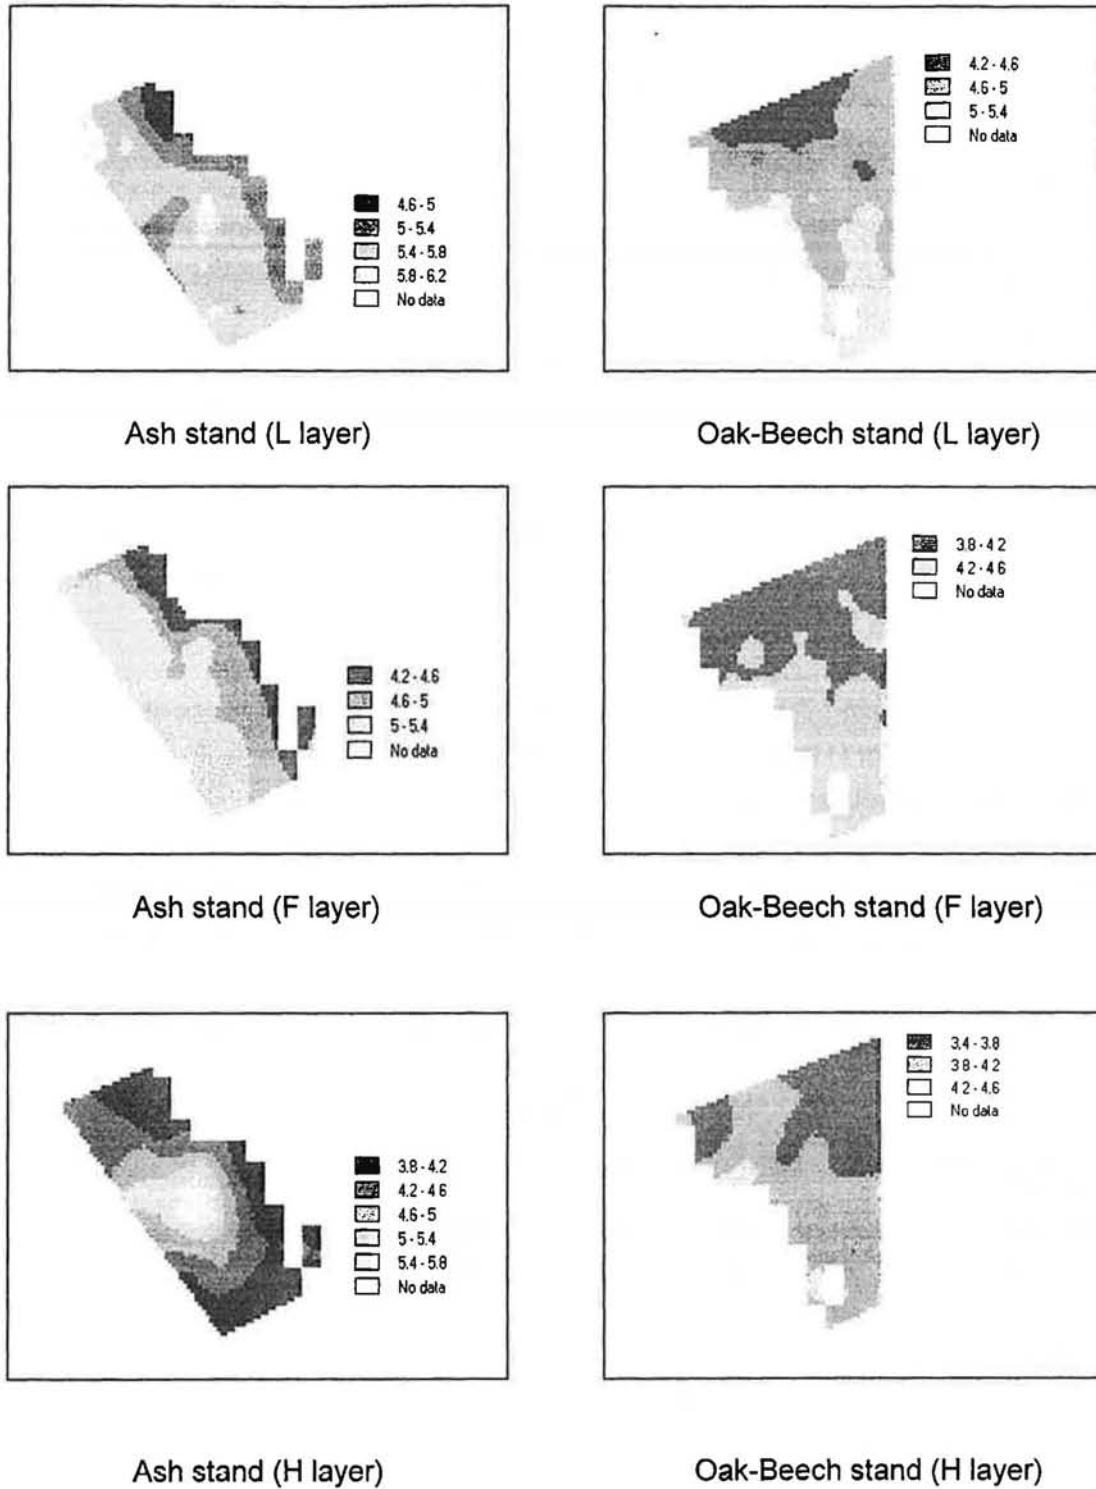 4.6 - 5
5 - 5.4
5.4 - 5.8
5.8 - 6.2
No data
4.2 - 4.6
4.6 - 5
5 - 5.4
No data
Ash stand (L layer)
Oak-Beech stand (L layer)
4.2 - 4.6
4.6 - 5
5 - 5.4
No data
3.8 - 4 2
4 2 - 4 6
No data
Ash stand (F layer)
Oak-Beech stand (F layer)
3.8 - 4.2
4.2 - 4 6
4.6 - 5
5 - 5.4
5.4 - 5.8
No data
3.4 - 3.8
3 8 - 4 2
4 2 - 4.6
No data
Ash stand (H layer)
Oak-Beech stand (H layer)